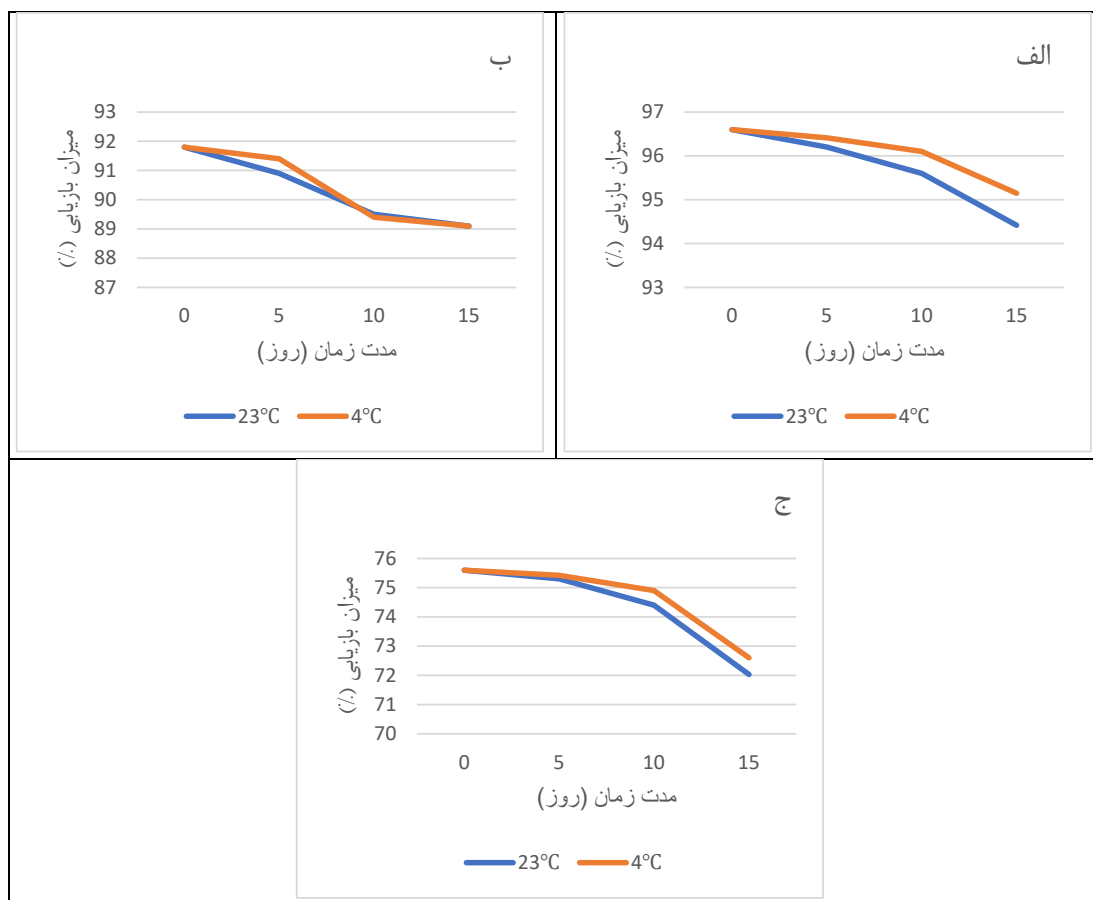 الف
97
96
95
94
93
میزان بازیابی (٪)
0 5 10 15
مدت زمان (روز)
23°C 4°C
ب
93
92
91
90
89
88
87
میزان بازیابی (٪)
0 5 10 15
مدت زمان (روز)
23°C 4°C
ج
76
75
74
73
72
71
70
میزان بازیابی (٪)
0 5 10 15
مدت زمان (روز)
23°C 4°C